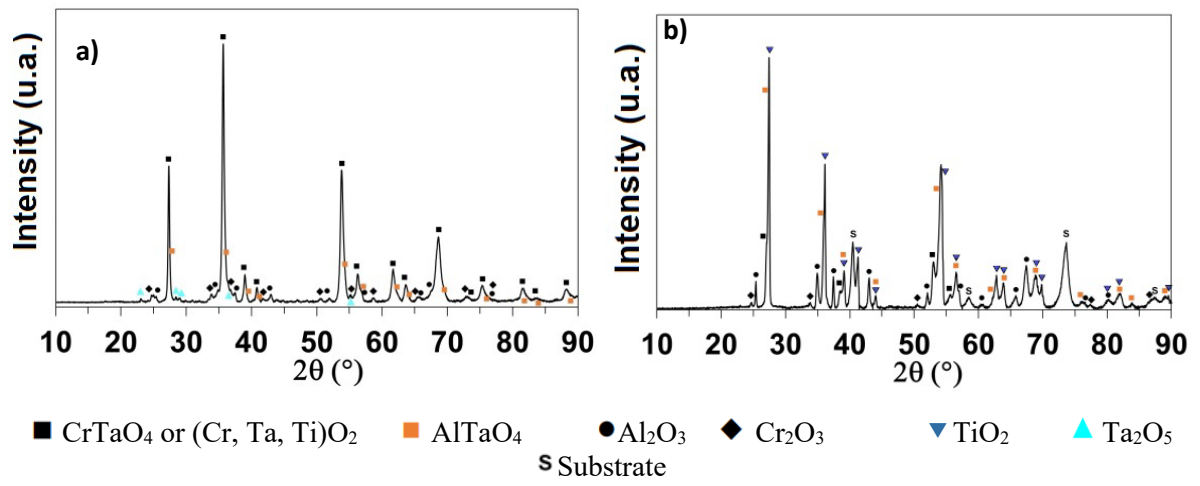 a)
Intensity (u.a.)
10 20 30 40 50 60 70 80 90
2θ (°)
b)
Intensity (u.a.)
S
S
S
S
10 20 30 40 50 60 70 80 90
2θ (°)
CrTaO₄ or (Cr, Ta, Ti)O₂ AlTaO₄ Al₂O₃ Cr₂O₃ TiO₂ Ta₂O₅
S Substrate